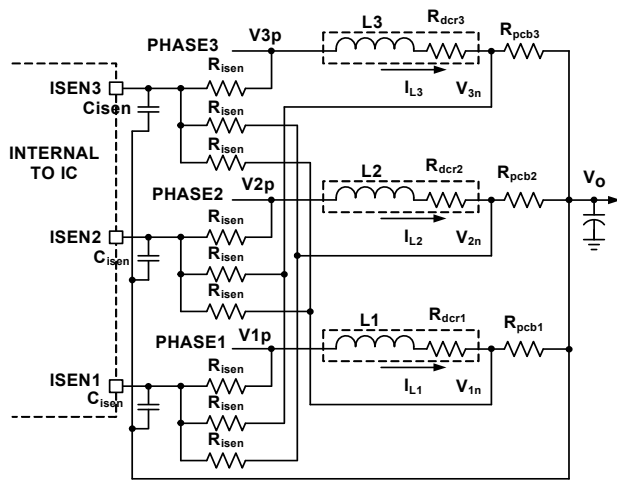 PHASE3 V3p L3 Rdcr3 Rpcb3
Risen
ISEN3
Cisen
IL3 V3n
Risen
Risen
INTERNAL
TO IC
PHASE2 V2p L2 Rdcr2 Rpcb2 Vo
Risen
ISEN2
Cisen
IL2 V2n
Risen
Risen
PHASE1 V1p L1 Rdcr1 Rpcb1
Risen
ISEN1
Cisen
IL1 V1n
Risen
Risen